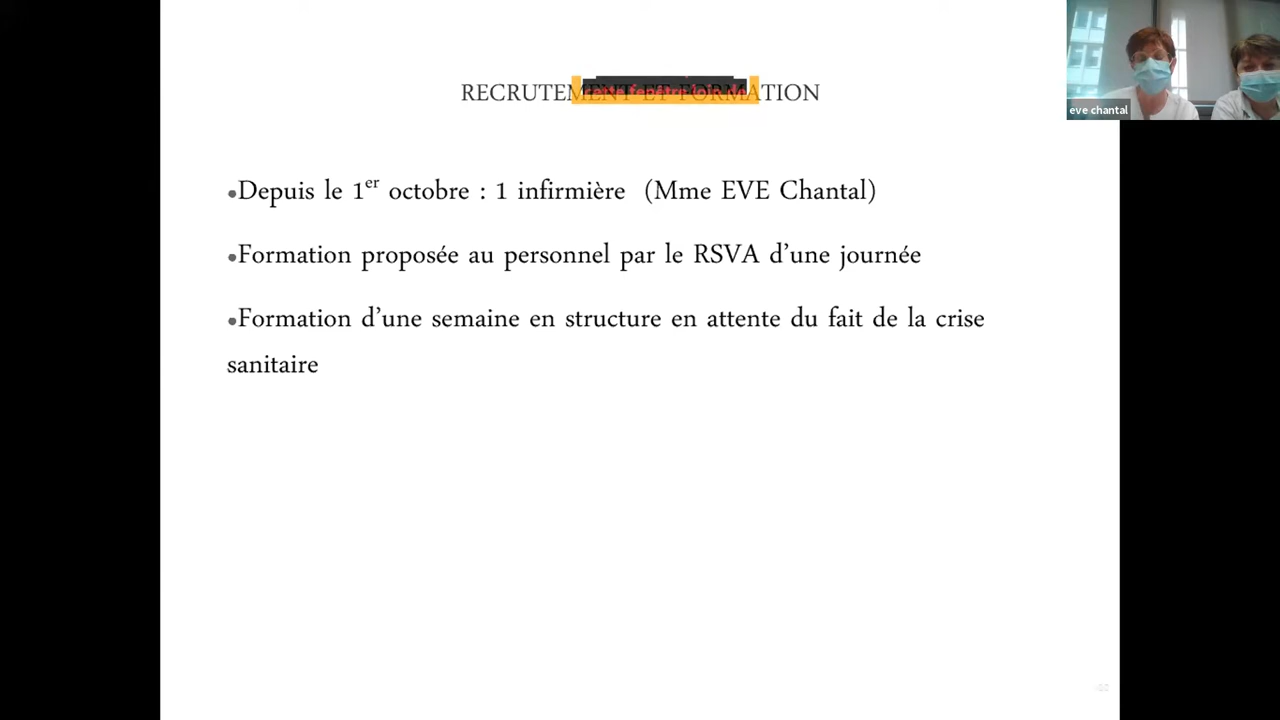 RECRUTEMENT ET FORMATION
eve chantal
•Depuis le 1er octobre : 1 infirmière (Mme EVE Chantal)
•Formation proposée au personnel par le RSVA d’une journée
•Formation d’une semaine en structure en attente du fait de la crise
sanitaire